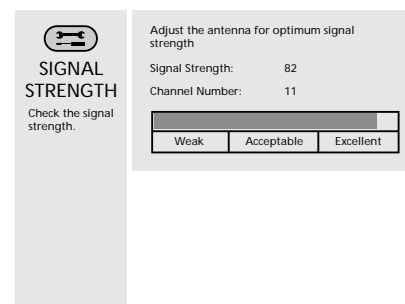 SIGNAL
STRENGTH
Check the signal
strength.
Adjust the antenna for optimum signal
strength
Signal Strength: 82
Channel Number: 11
Weak Acceptable Excellent